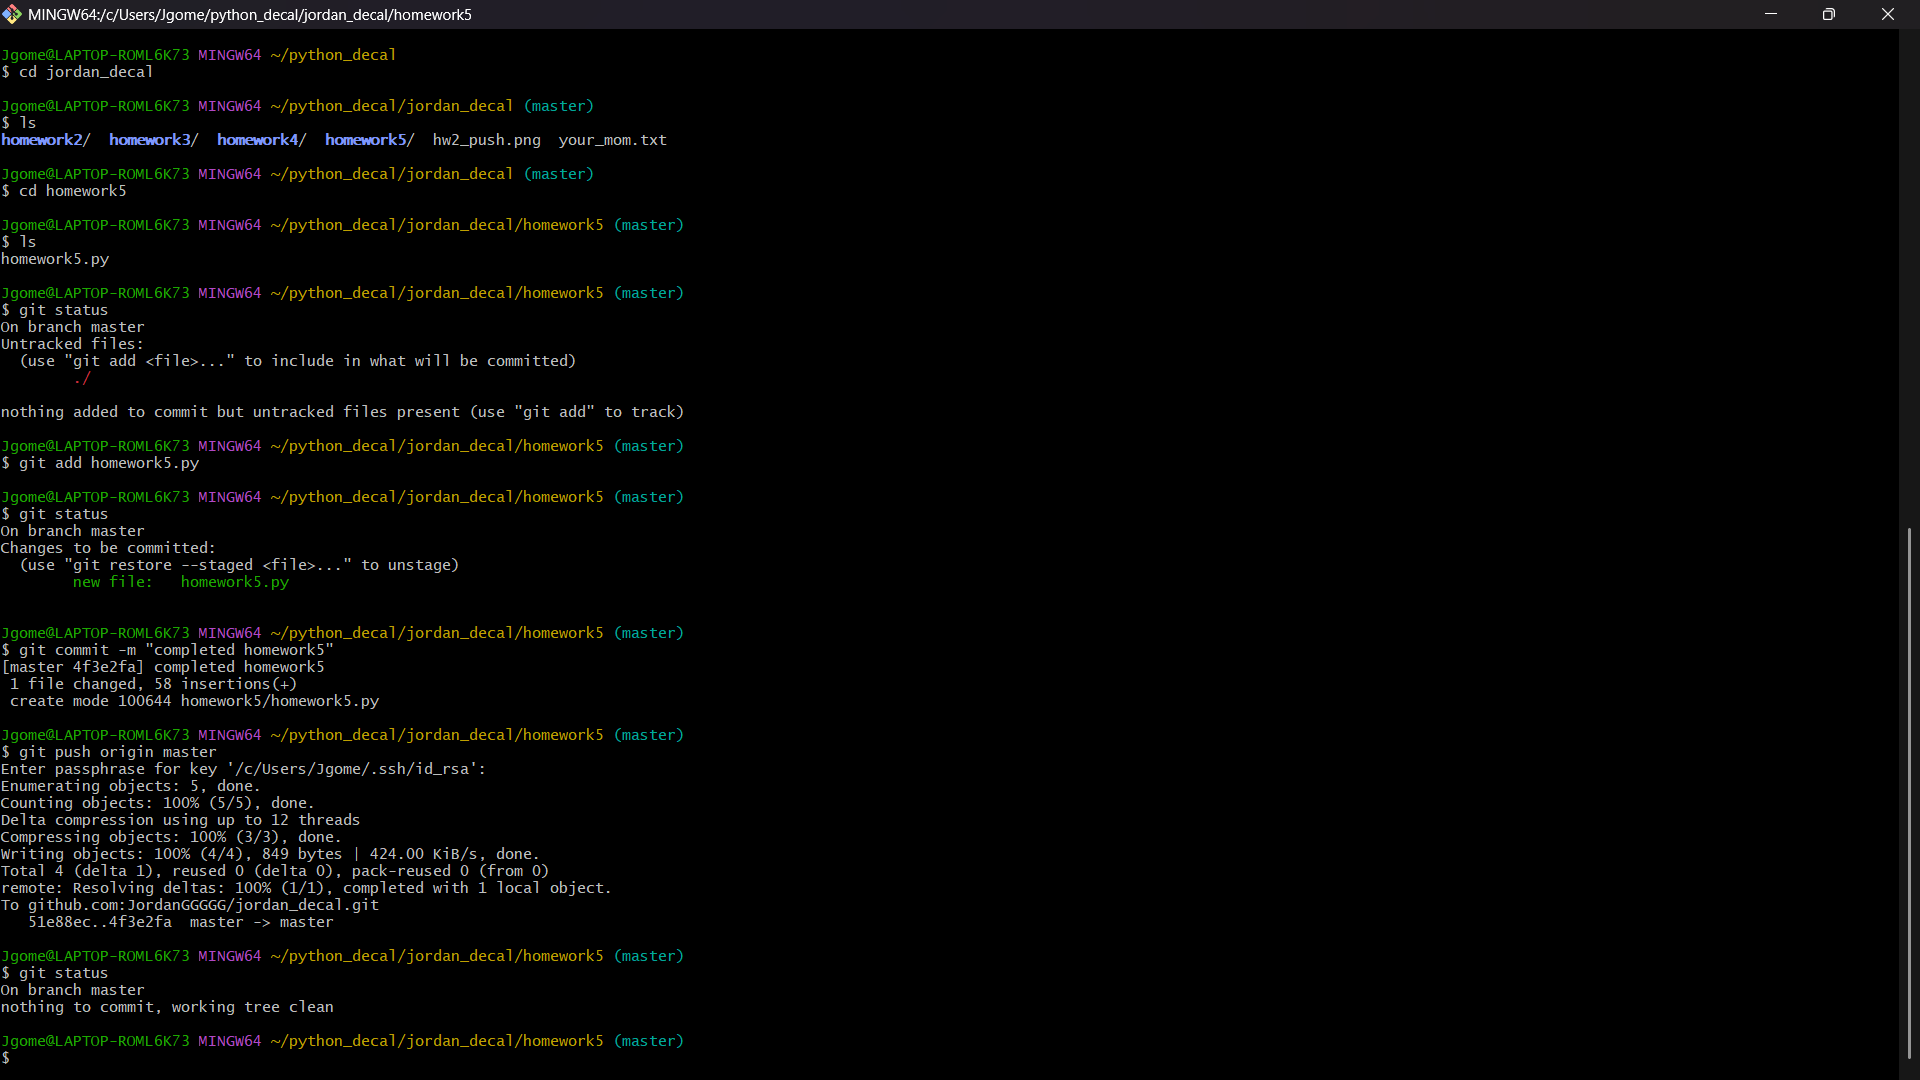 MINGW64:/c/Users/Jgome/python_decal/jordan_decal/homework5
Jgome@LAPTOP-ROML6K73 MINGW64 ~/python_decal
$ cd jordan_decal
Jgome@LAPTOP-ROML6K73 MINGW64 ~/python_decal/jordan_decal (master)
$ ls
homework2/  homework3/  homework4/  homework5/  hw2_push.png  your_mom.txt
Jgome@LAPTOP-ROML6K73 MINGW64 ~/python_decal/jordan_decal (master)
$ cd homework5
Jgome@LAPTOP-ROML6K73 MINGW64 ~/python_decal/jordan_decal/homework5 (master)
$ ls
homework5.py
Jgome@LAPTOP-ROML6K73 MINGW64 ~/python_decal/jordan_decal/homework5 (master)
$ git status
On branch master
Untracked files:
  (use "git add <file>..." to include in what will be committed)
        ./
nothing added to commit but untracked files present (use "git add" to track)
Jgome@LAPTOP-ROML6K73 MINGW64 ~/python_decal/jordan_decal/homework5 (master)
$ git add homework5.py
Jgome@LAPTOP-ROML6K73 MINGW64 ~/python_decal/jordan_decal/homework5 (master)
$ git status
On branch master
Changes to be committed:
  (use "git restore --staged <file>..." to unstage)
        new file:   homework5.py
Jgome@LAPTOP-ROML6K73 MINGW64 ~/python_decal/jordan_decal/homework5 (master)
$ git commit -m "completed homework5"
[master 4f3e2fa] completed homework5
 1 file changed, 58 insertions(+)
 create mode 100644 homework5/homework5.py
Jgome@LAPTOP-ROML6K73 MINGW64 ~/python_decal/jordan_decal/homework5 (master)
$ git push origin master
Enter passphrase for key '/c/Users/Jgome/.ssh/id_rsa':
Enumerating objects: 5, done.
Counting objects: 100% (5/5), done.
Delta compression using up to 12 threads
Compressing objects: 100% (3/3), done.
Writing objects: 100% (4/4), 849 bytes | 424.00 KiB/s, done.
Total 4 (delta 1), reused 0 (delta 0), pack-reused 0 (from 0)
remote: Resolving deltas: 100% (1/1), completed with 1 local object.
To github.com:JordanGGGGG/jordan_decal.git
   51e88ec..4f3e2fa  master -> master
Jgome@LAPTOP-ROML6K73 MINGW64 ~/python_decal/jordan_decal/homework5 (master)
$ git status
On branch master
nothing to commit, working tree clean
Jgome@LAPTOP-ROML6K73 MINGW64 ~/python_decal/jordan_decal/homework5 (master)
$